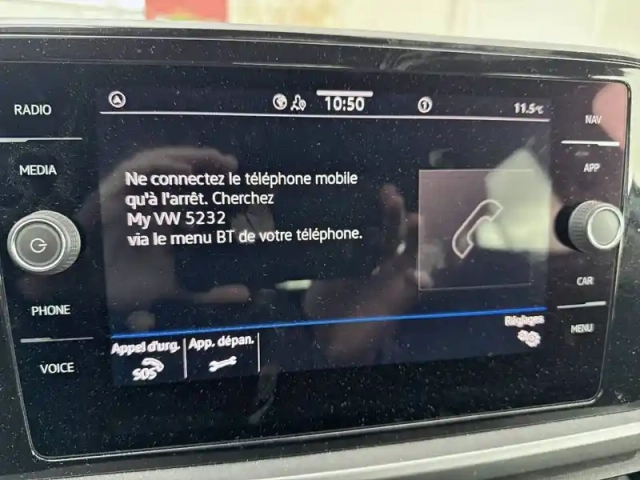 RADIO
MEDIA
PHONE
VOICE
10:50
11.5°C
NAV
APP
CAR
MENU
Ne connectez le téléphone mobile
qu'à l'arrêt. Cherchez
My VW 5232
via le menu BT de votre téléphone.
Appel d'urg.
SOS
App. dépan.
Réglages